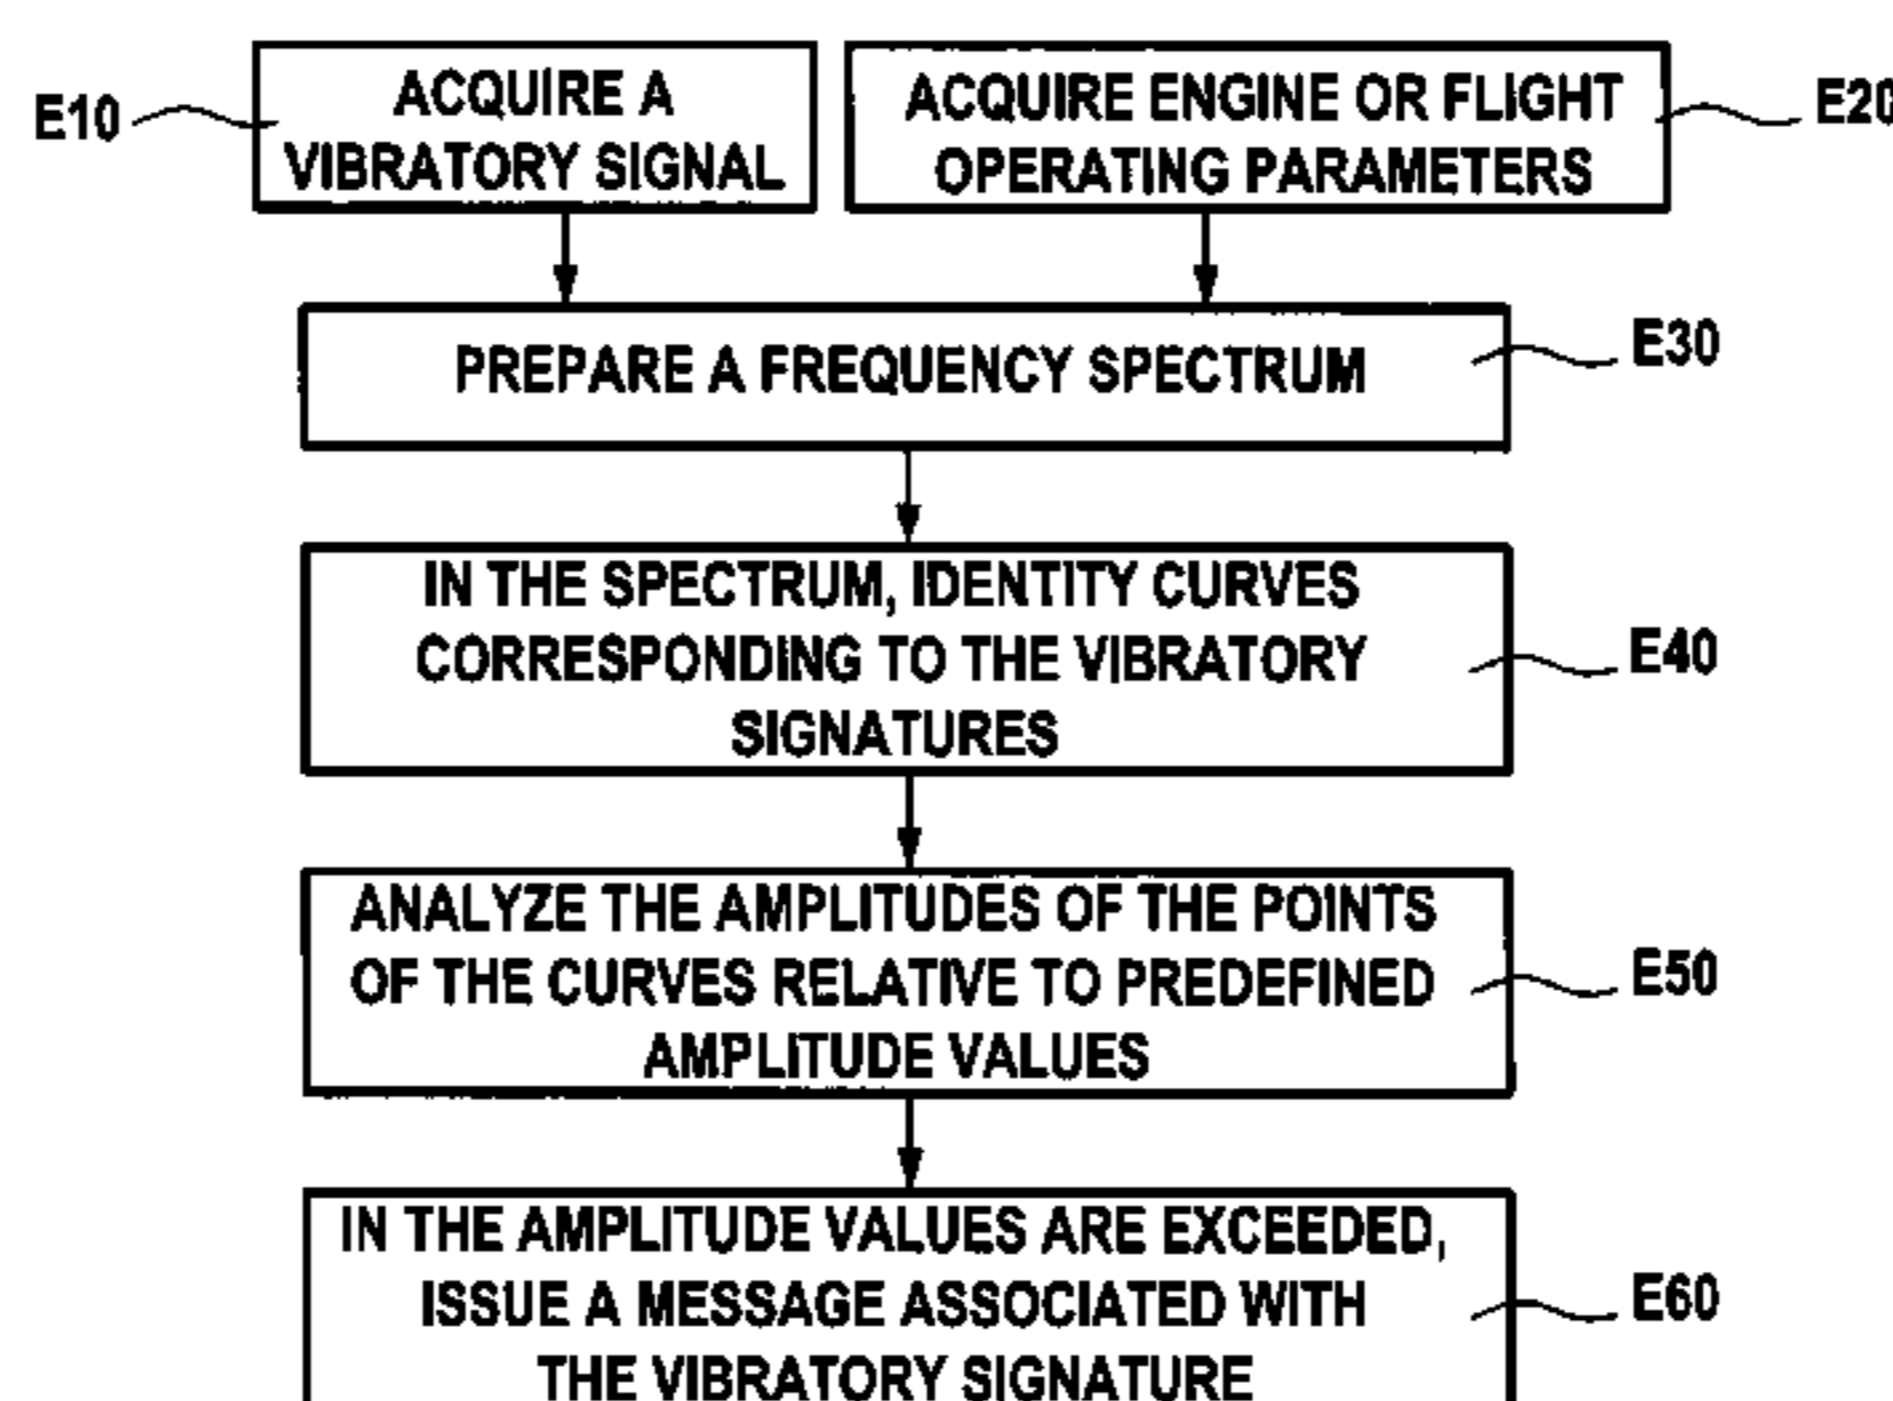 E10
ACQUIRE A
VIBRATORY SIGNAL
ACQUIRE ENGINE OR FLIGHT
OPERATING PARAMETERS
E20
PREPARE A FREQUENCY SPECTRUM
E30
IN THE SPECTRUM, IDENTITY CURVES
CORRESPONDING TO THE VIBRATORY
SIGNATURES
E40
ANALYZE THE AMPLITUDES OF THE POINTS
OF THE CURVES RELATIVE TO PREDEFINED
AMPLITUDE VALUES
E50
IN THE AMPLITUDE VALUES ARE EXCEEDED,
ISSUE A MESSAGE ASSOCIATED WITH
THE VIBRATORY SIGNATURE
E60